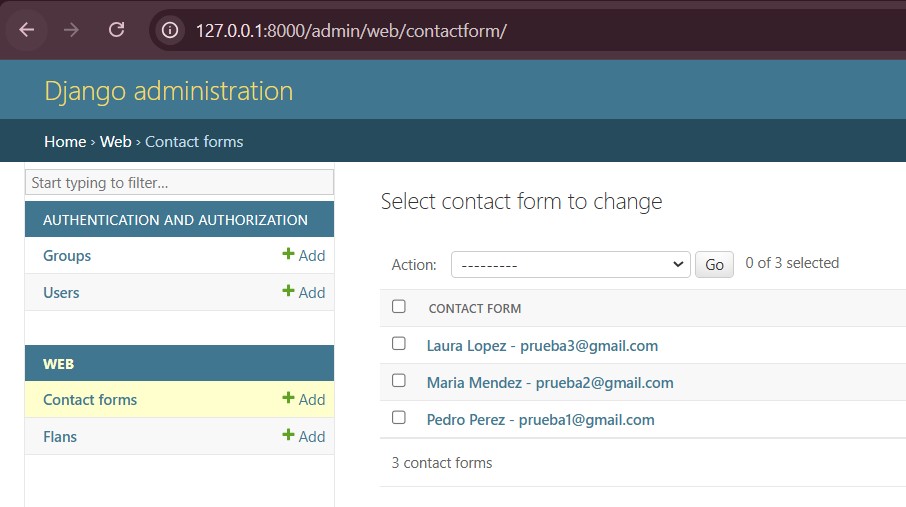 127.0.0.1:8000/admin/web/contactform/
Django administration
Home › Web › Contact forms
Start typing to filter...
AUTHENTICATION AND AUTHORIZATION
Groups + Add
Users + Add
WEB
Contact forms + Add
Flans + Add
Select contact form to change
Action: --------- Go 0 of 3 selected
CONTACT FORM
Laura Lopez - prueba3@gmail.com
Maria Mendez - prueba2@gmail.com
Pedro Perez - prueba1@gmail.com
3 contact forms